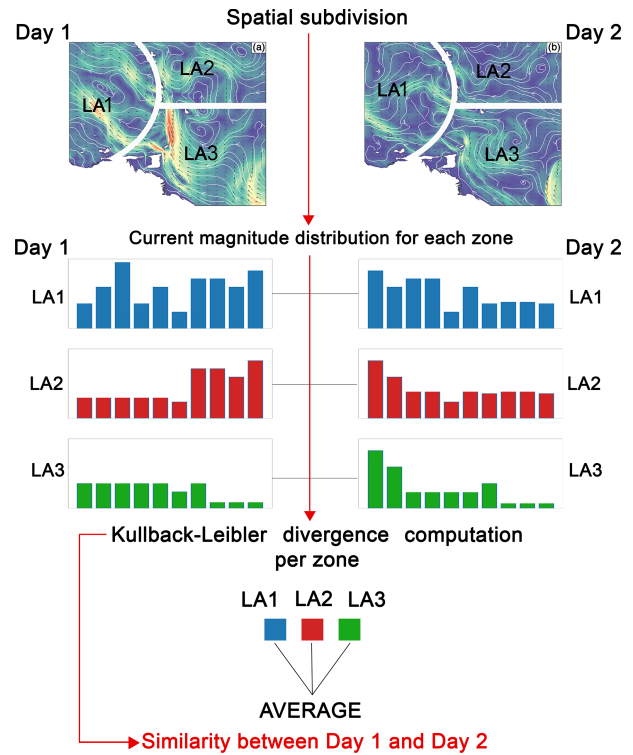 Spatial subdivision
Day 1
Day 2
(a)
LA2
LA1
LA3
(b)
LA2
LA1
LA3
Current magnitude distribution for each zone
Day 1
Day 2
LA1
LA1
LA2
LA2
LA3
LA3
Kullback-Leibler divergence computation
per zone
LA1 LA2 LA3
AVERAGE
Similarity between Day 1 and Day 2